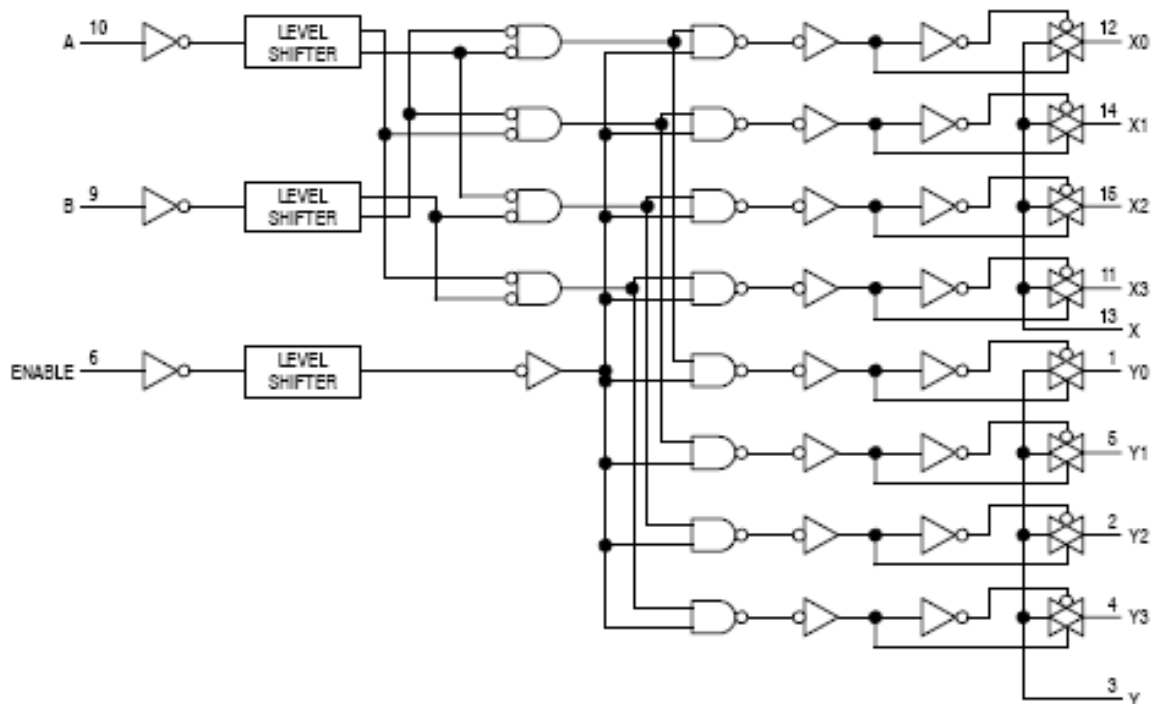 A 10
LEVEL
SHIFTER
12 X0
14 X1
B 9
LEVEL
SHIFTER
15 X2
11 X3
13 X
ENABLE 6
LEVEL
SHIFTER
1 Y0
5 Y1
2 Y2
4 Y3
3 Y